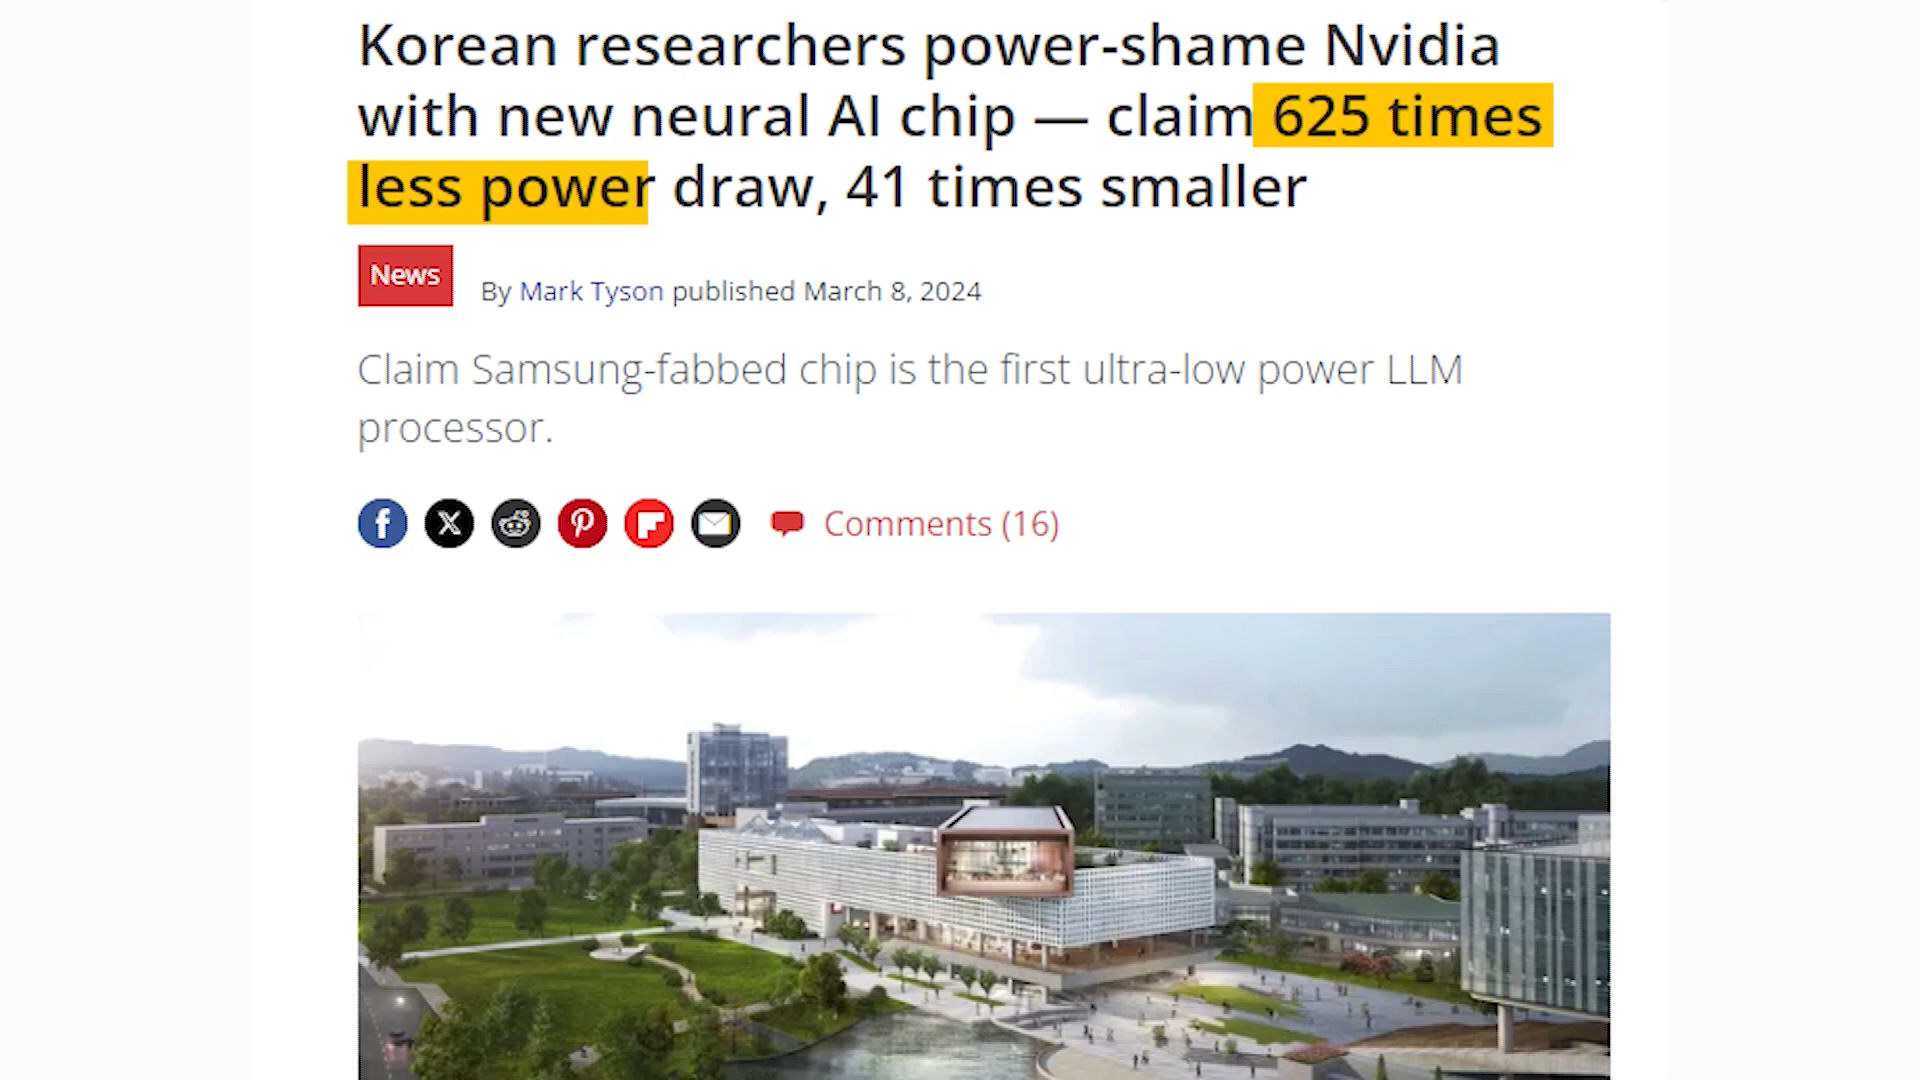 Korean researchers power-shame Nvidia
with new neural AI chip — claim 625 times
less power draw, 41 times smaller
News
By Mark Tyson published March 8, 2024
Claim Samsung-fabbed chip is the first ultra-low power LLM
processor.
Comments (16)